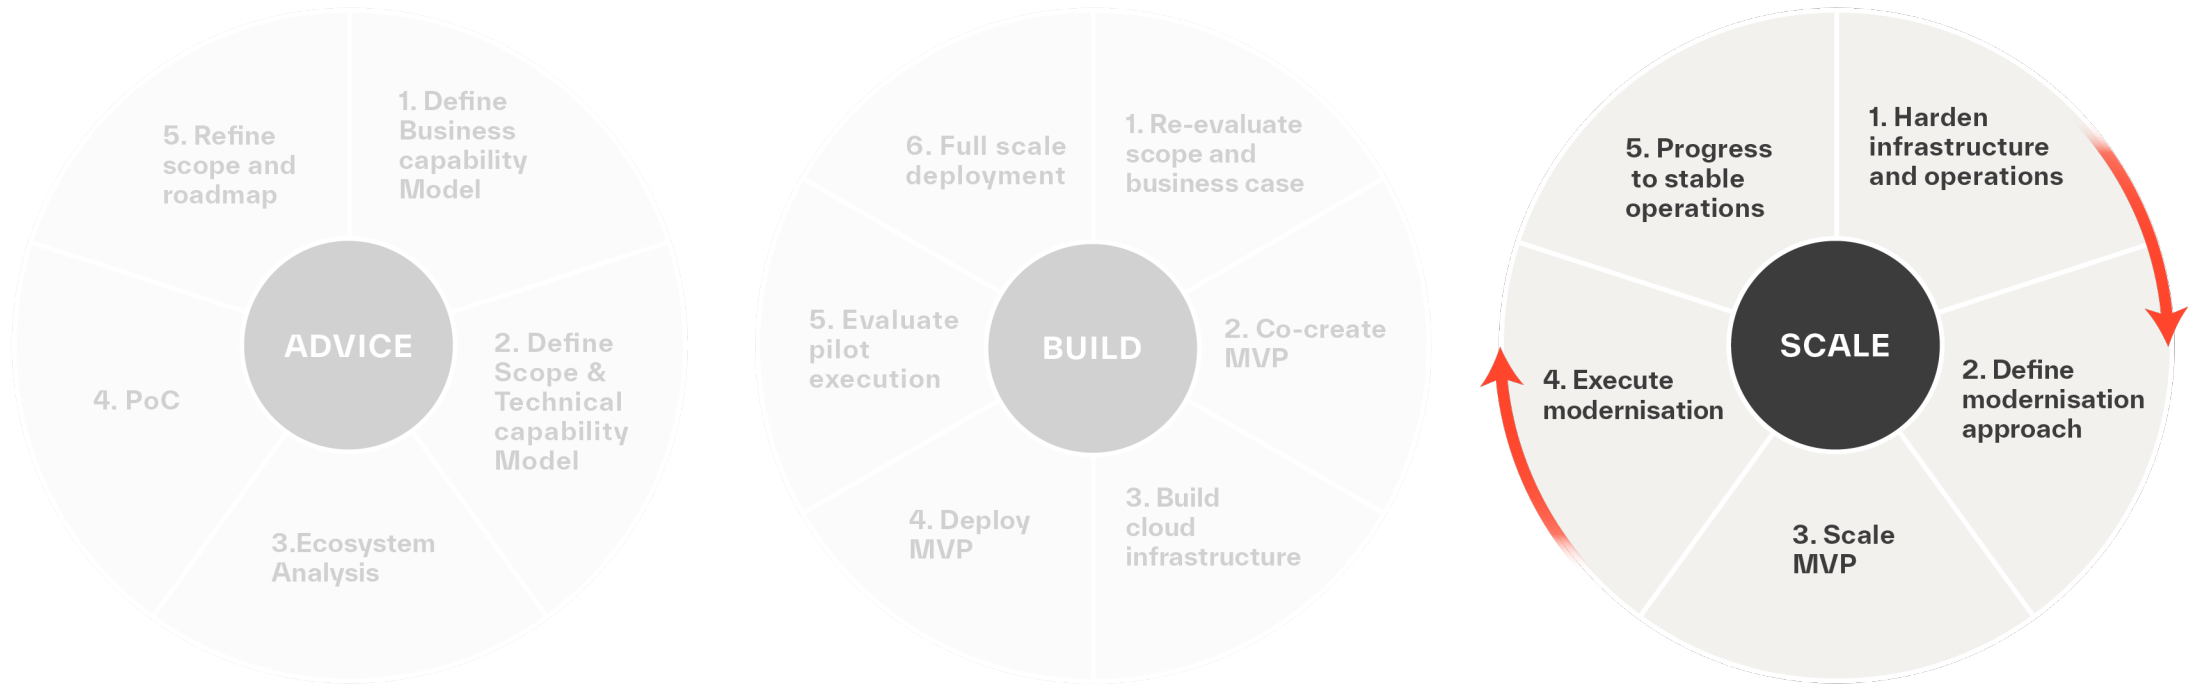 1. Define
Business
capability
Model
2. Define
Scope &
Technical
capability
Model
3.Ecosystem
Analysis
4. PoC
5. Refine
scope and
roadmap
ADVICE
1. Re-evaluate
scope and
business case
2. Co-create
MVP
3. Build
cloud
infrastructure
4. Deploy
MVP
5. Evaluate
pilot
execution
6. Full scale
deployment
BUILD
1. Harden
infrastructure
and operations
2. Define
modernisation
approach
3. Scale
MVP
4. Execute
modernisation
5. Progress
to stable
operations
SCALE